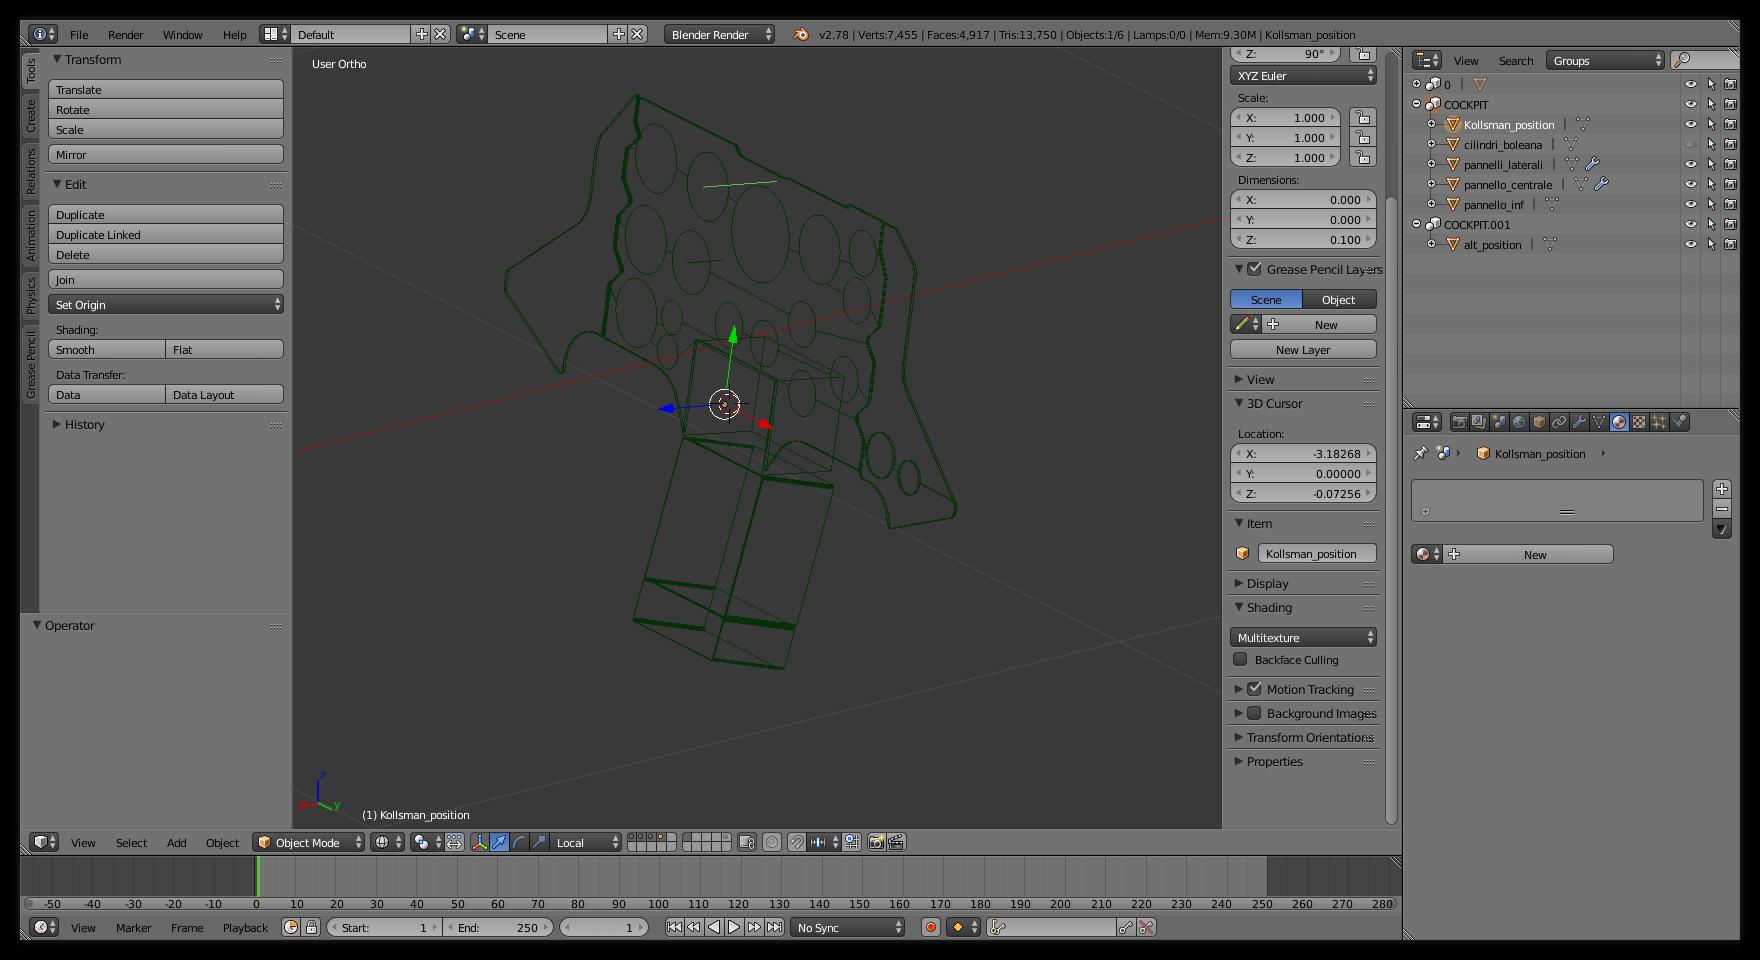 File Render Window Help Default Scene Blender Render v2.78 | Verts:7,455 | Faces:4,917 | Tris:13,750 | Objects:1/6 | Lamps:0/0 | Mem:9.30M | Kollsman_position
Tools
Create
Relations
Animation
Physics
Grease Pencil
Transform
Translate
Rotate
Scale
Mirror
Edit
Duplicate
Duplicate Linked
Delete
Join
Set Origin
Shading:
Smooth Flat
Data Transfer:
Data Data Layout
History
Operator
User Ortho
z
x
y
(1) Kollsman_position
Z: 90°
XYZ Euler
Scale:
X: 1.000
Y: 1.000
Z: 1.000
Dimensions:
X: 0.000
Y: 0.000
Z: 0.100
Grease Pencil Layers
Scene Object
New
New Layer
View
3D Cursor
Location:
X: -3.18268
Y: 0.00000
Z: -0.07256
Item
Kollsman_position
Display
Shading
Multitexture
Backface Culling
Motion Tracking
Background Images
Transform Orientations
Properties
View Search Groups
0
COCKPIT
Kollsman_position
cilindri_boleana
pannelli_laterali
pannello_centrale
pannello_inf
COCKPIT.001
alt_position
Kollsman_position
New
View Select Add Object Object Mode Local
-50 -40 -30 -20 -10 0 10 20 30 40 50 60 70 80 90 100 110 120 130 140 150 160 170 180 190 200 210 220 230 240 250 260 270 280
View Marker Frame Playback Start: 1 End: 250 1 No Sync